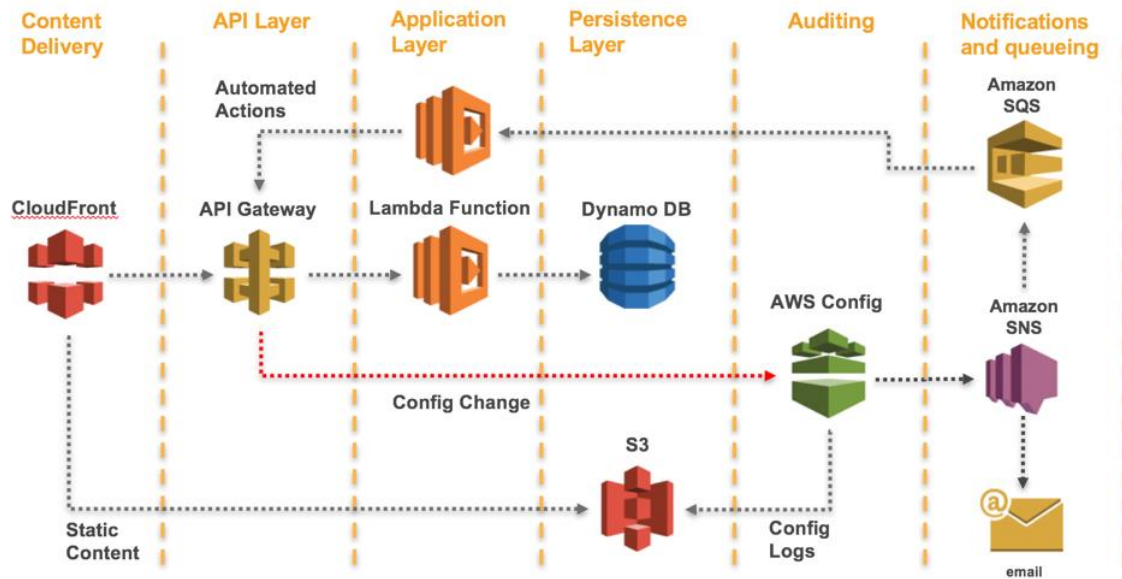 Content
Delivery
API Layer
Application
Layer
Persistence
Layer
Auditing
Notifications
and queueing
Automated
Actions
Amazon
SQS
CloudFront
API Gateway
Lambda Function
Dynamo DB
AWS Config
Amazon
SNS
Config Change
S3
Static
Content
Config
Logs
@
email